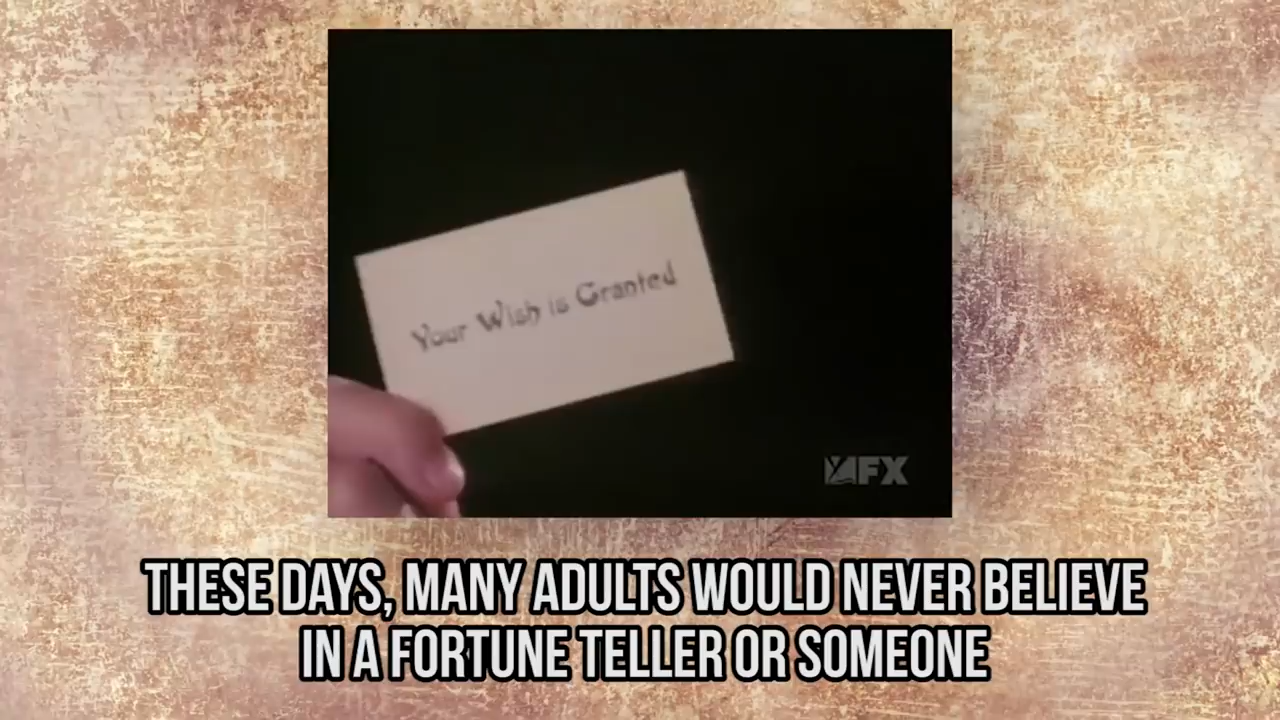 Your Wish is Granted
FX
THESE DAYS, MANY ADULTS WOULD NEVER BELIEVE
IN A FORTUNE TELLER OR SOMEONE